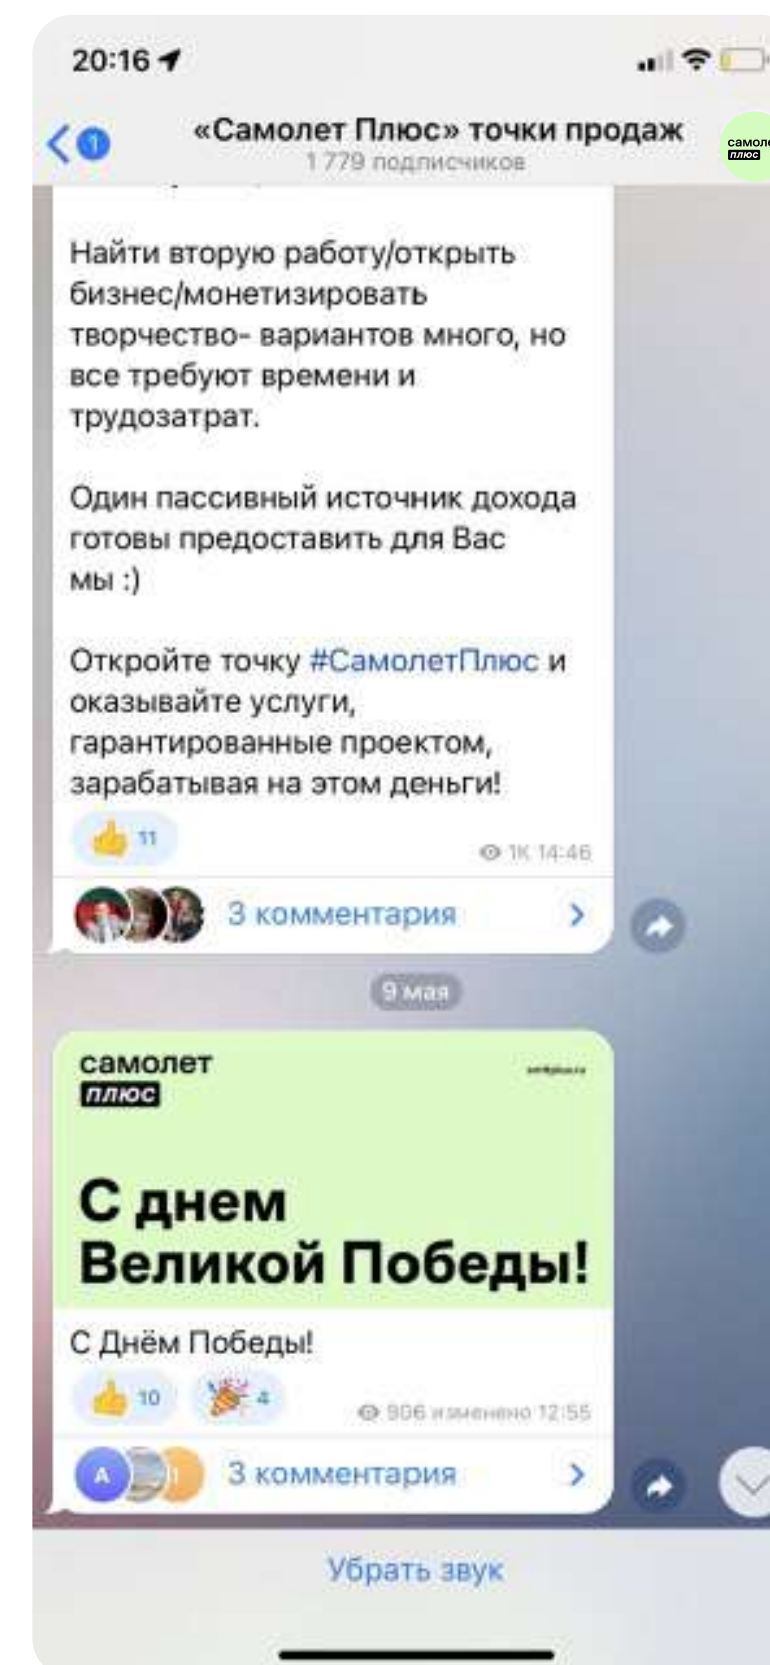 20:16
1
«Самолет Плюс» точки продаж
1 779 подписчиков
самоле
плюс
Найти вторую работу/открыть
бизнес/монетизировать
творчество- вариантов много, но
все требуют времени и
трудозатрат.
Один пассивный источник дохода
готовы предоставить для Вас
мы :)
Откройте точку #СамолетПлюс и
оказывайте услуги,
гарантированные проектом,
зарабатывая на этом деньги!
11
1K 14:46
3 комментария
9 мая
самолет
плюс
С днем
Великой Победы!
С Днём Победы!
👍 10 🎉 4
906 изменено 12:55
А
3 комментария
Убрать звук